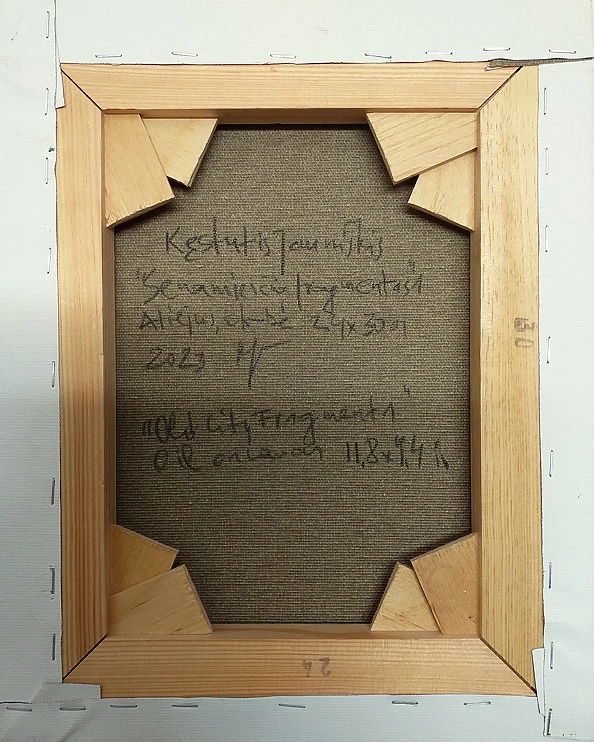 Kęstutis Jauniškis
"Senamiesčio fragmentas" 1
Aliejus, drobė 24x30 cm
2023
"Old City Fragment 1"
Oil on canvas 11,8x9,4 in
30
24